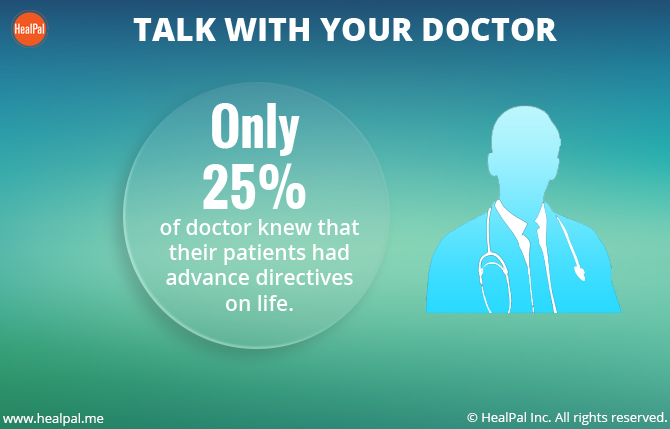 HealPal
TALK WITH YOUR DOCTOR
Only
25%
of doctor knew that
their patients had
advance directives
on life.
www.healpal.me
© HealPal Inc. All rights reserved.